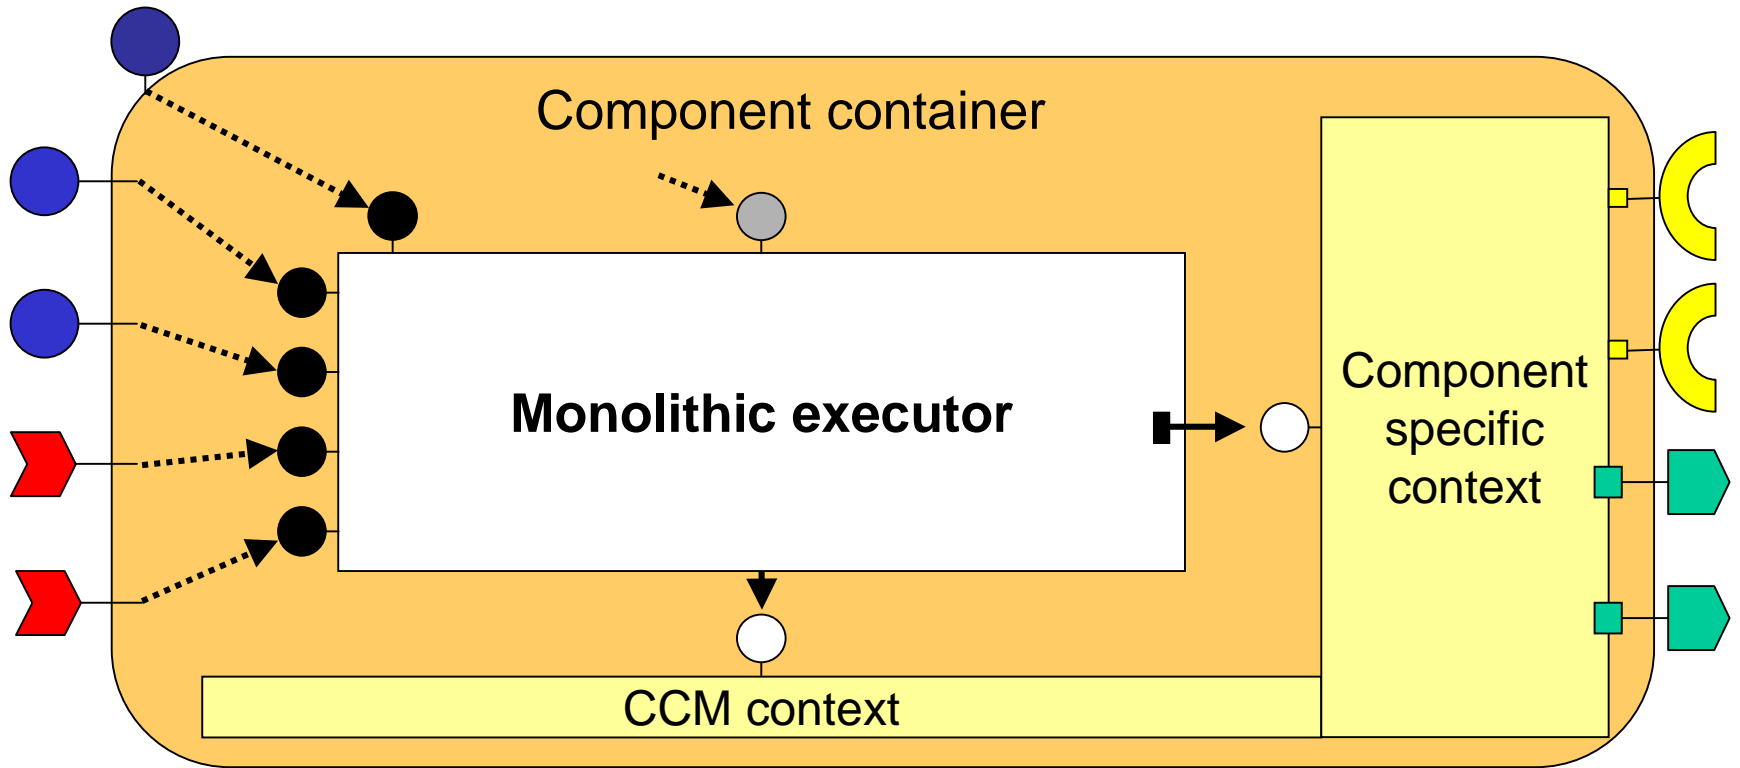 Component container
Monolithic executor
Component
specific
context
CCM context